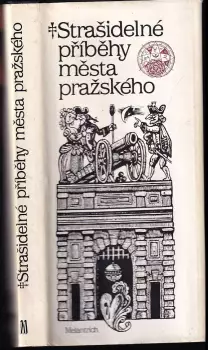 ‡Strašidelné
příběhy
města
pražského
Melantrich
‡Strašidelné příběhy města pražského
M